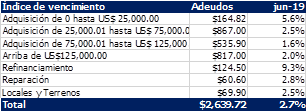 Índice de vencimiento Adeudos jun-19
Adquisición de 0 hasta US$ 25,000.00 $164.82 5.6%
Adquisición de 25,000.01 hasta US$ 75,000.0 $867.00 2.5%
Adquisición de 75,000.01 hasta US$ 125,000 $535.90 1.6%
Arriba de US$125,000.00 $817.00 2.0%
Refinanciamiento $124.50 9.3%
Reparación $60.60 2.8%
Locales y Terrenos $69.90 2.5%
Total $2,639.72 2.7%